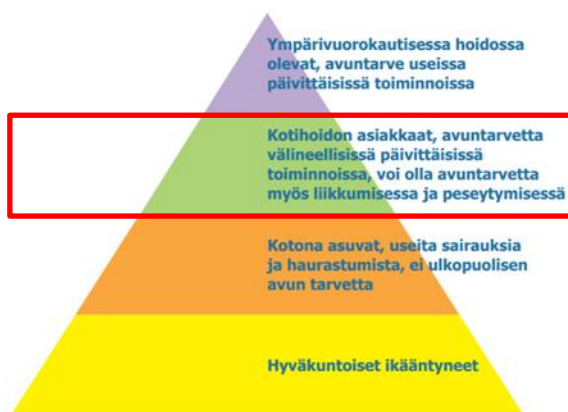 Ympärivuorokautisessa hoidossa
olevat, avuntarve useissa
päivittäisissä toiminnoissa
Kotihoidon asiakkaat, avuntarvetta
välineellisissä päivittäisissä
toiminnoissa, voi olla avuntarvetta
myös liikkumisessa ja peseytymisessä
Kotona asuvat, useita sairauksia
ja haurastumista, ei ulkopuolisen
avun tarvetta
Hyväkuntoiset ikääntyneet